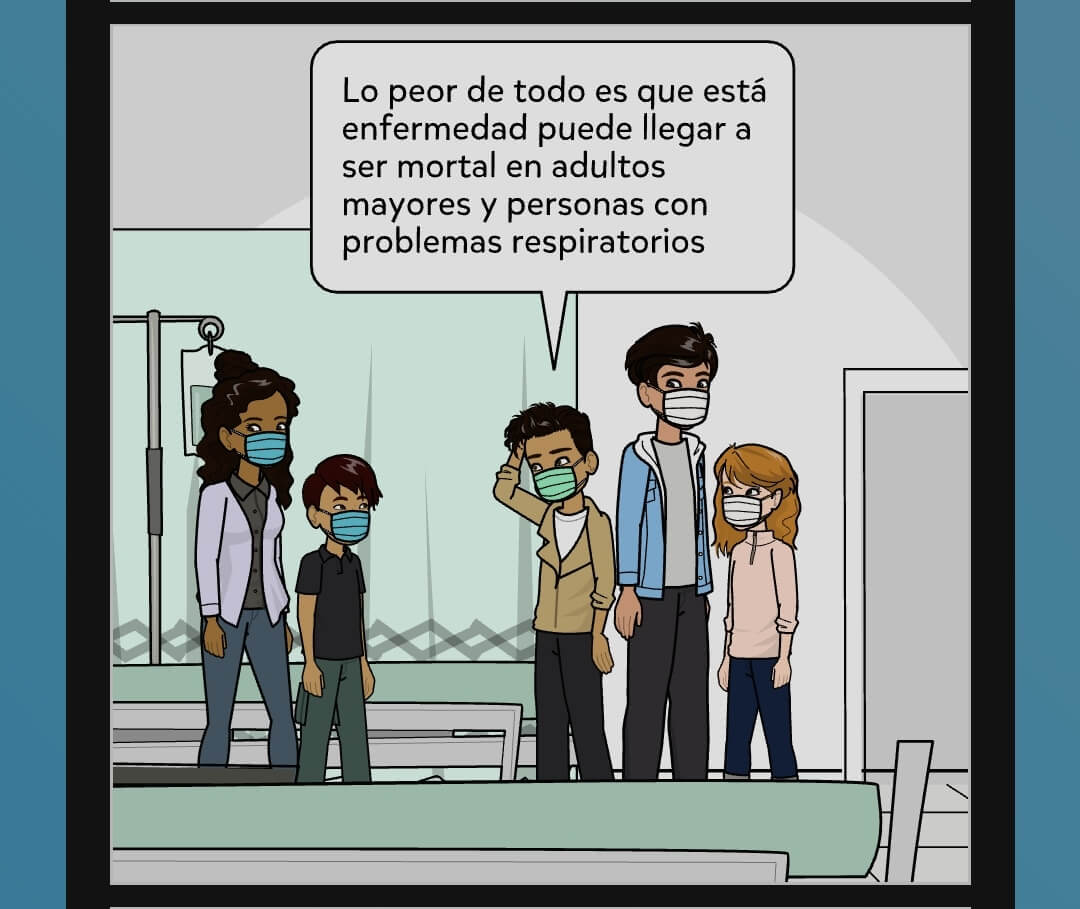 Lo peor de todo es que está
enfermedad puede llegar a
ser mortal en adultos
mayores y personas con
problemas respiratorios